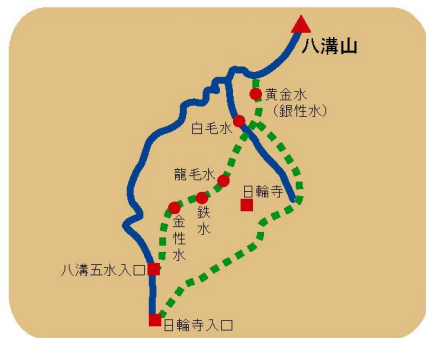 八溝山
黄金水
（銀性水）
白毛水
龍毛水
日輪寺
鉄水
金性水
八溝五水入口
日輪寺入口